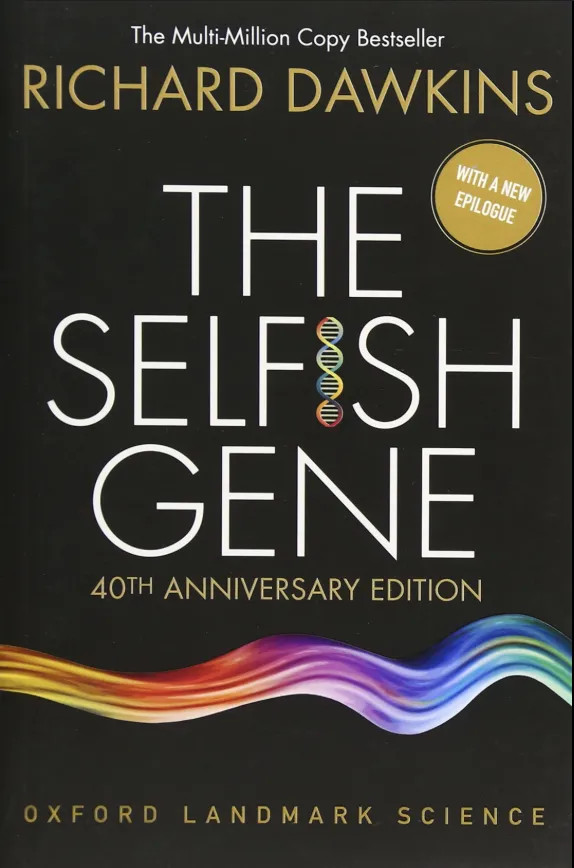 The Multi-Million Copy Bestseller
RICHARD DAWKINS
WITH A NEW
EPILOGUE
THE
SELFISH
GENE
40TH ANNIVERSARY EDITION
OXFORD LANDMARK SCIENCE